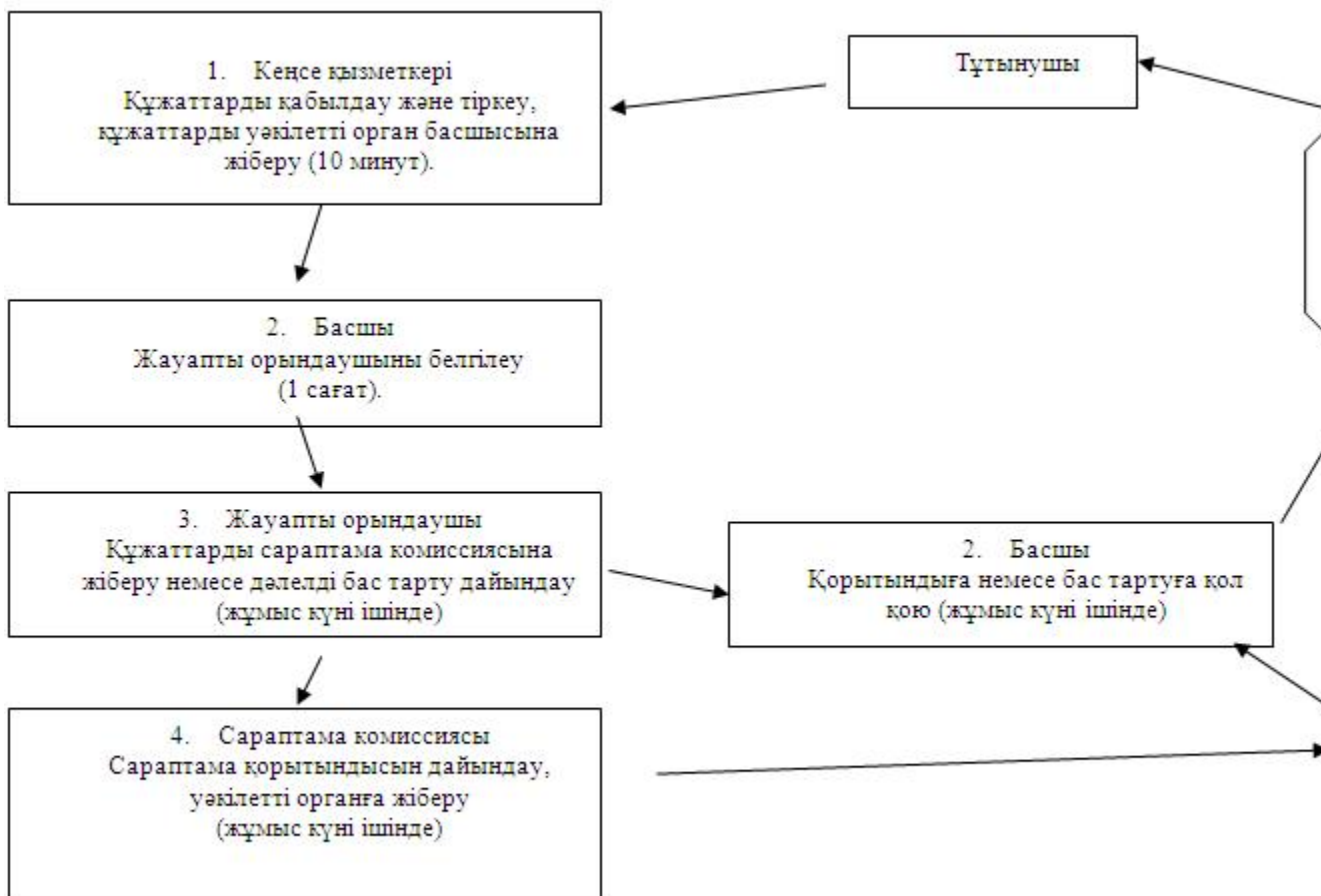 1. Кеңсе қызметкері
Құжаттарды қабылдау және тіркеу,
құжаттарды уәкілетті орган басшысына
жіберу (10 минут).
Тұтынушы
2. Басшы
Жауапты орындаушыны белгілеу
(1 сағат).
3. Жауапты орындаушы
Құжаттарды сараптама комиссиясына
жіберу немесе дәлелді бас тарту дайындау
(жұмыс күні ішінде)
2. Басшы
Қорытындыға немесе бас тартуға қол
қою (жұмыс күні ішінде)
4. Сараптама комиссиясы
Сараптама қорытындысын дайындау,
уәкілетті органға жіберу
(жұмыс күні ішінде)